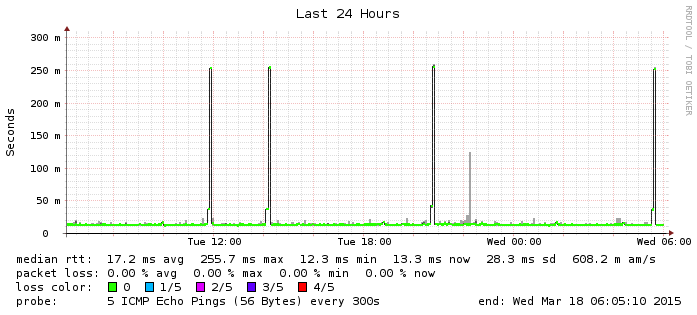 Last 24 Hours
RRDTOOL / TOBI OETIKER
Seconds
300 m
250 m
200 m
150 m
100 m
50 m
0
Tue 12:00 Tue 18:00 Wed 00:00 Wed 06:00
median rtt: 17.2 ms avg 255.7 ms max 12.3 ms min 13.3 ms now 28.3 ms sd 608.2 m am/s
packet loss: 0.00 % avg 0.00 % max 0.00 % min 0.00 % now
loss color: 0 1/5 2/5 3/5 4/5
probe: 5 ICMP Echo Pings (56 Bytes) every 300s end: Wed Mar 18 06:05:10 2015